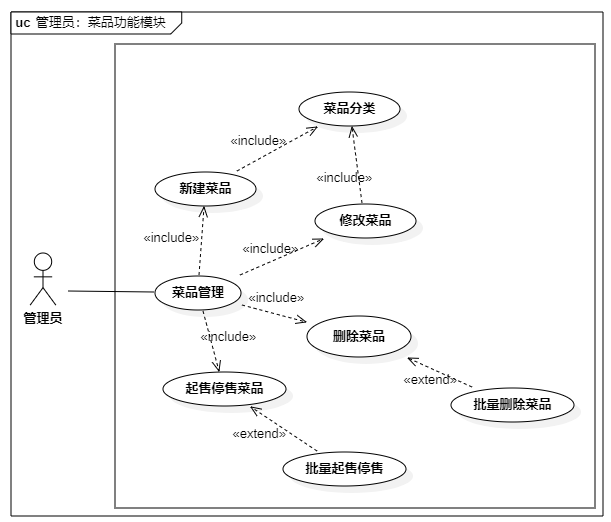 uc 管理员：菜品功能模块
菜品分类
«include»
新建菜品
«include»
修改菜品
«include»
«include»
菜品管理
«include»
管理员
删除菜品
«include»
起售停售菜品
«extend»
批量删除菜品
«extend»
批量起售停售